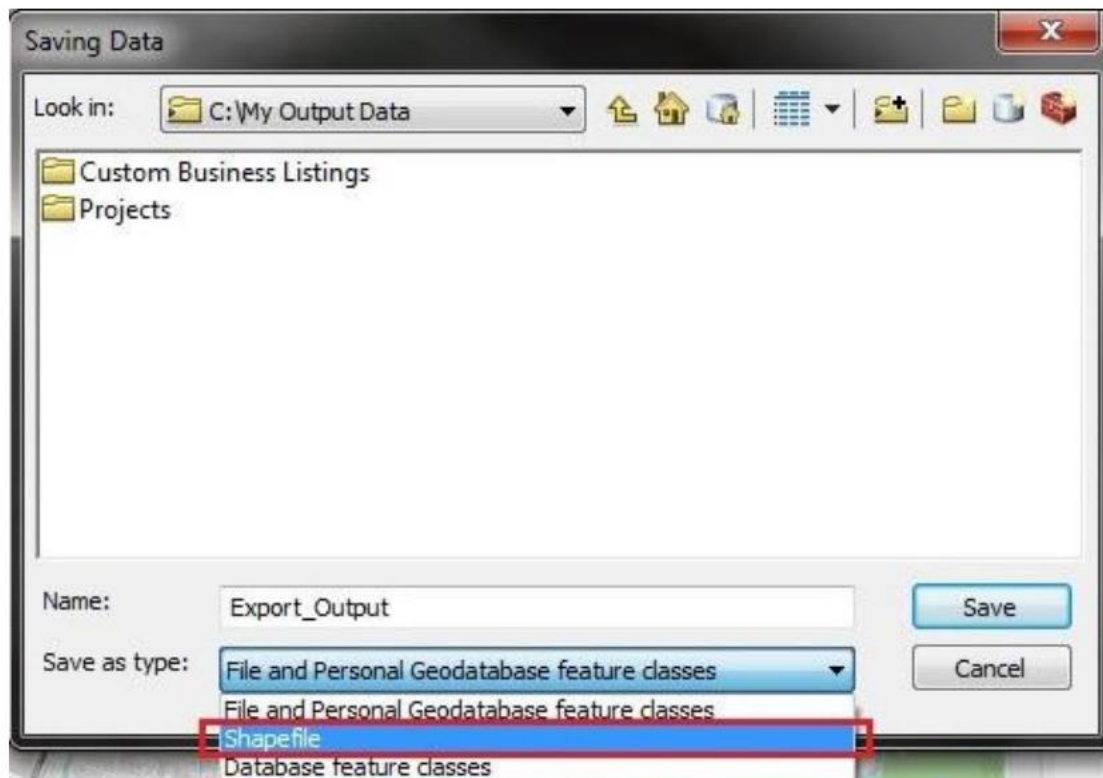 Saving Data
Look in: C:\My Output Data
Custom Business Listings
Projects
Name: Export_Output Save
Save as type: File and Personal Geodatabase feature classes Cancel
File and Personal Geodatabase feature classes
Shapefile
Database feature classes